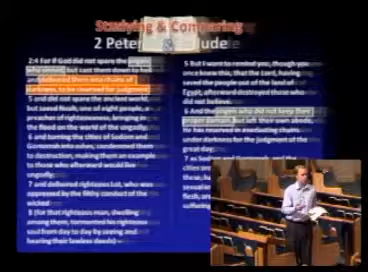 Studying & Comparing
2 Peter & Jude
2:4 For if God did not spare the angels
who sinned, but cast them down to hell
and delivered them into chains of
darkness, to be reserved for judgment;
5 and did not spare the ancient world,
but saved Noah, one of eight people, a
preacher of righteousness, bringing in
the flood on the world of the ungodly;
6 and turning the cities of Sodom and
Gomorrah into ashes, condemned them
to destruction, making them an example
to those who afterward would live
ungodly;
7 and delivered righteous Lot, who was
oppressed by the filthy conduct of the
wicked
8 (for that righteous man, dwelling
among them, tormented his righteous
soul from day to day by seeing and
hearing their lawless deeds) –
5 But I want to remind you, though you
once knew this, that the Lord, having
saved the people out of the land of
Egypt, afterward destroyed those who
did not believe.
6 And the angels who did not keep their
proper domain, but left their own abode,
He has reserved in everlasting chains
under darkness for the judgment of the
great day;
7 as Sodom and Gomorrah, and the
cities
these,
sexual
flesh,
suffering